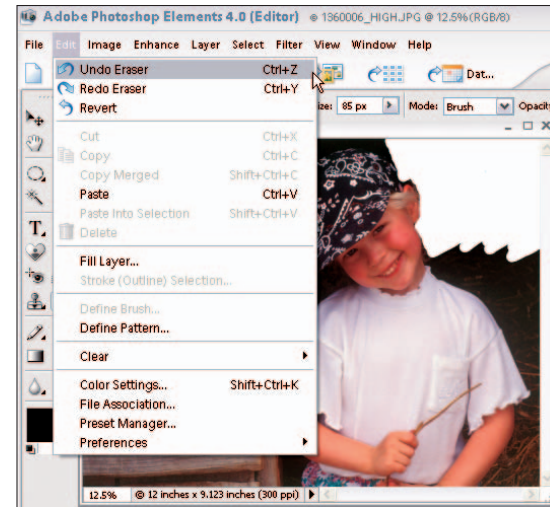 Adobe Photoshop Elements 4.0 (Editor) @ 1360006_HIGH.JPG @ 12.5%(RGB/8)
File Edit Image Enhance Layer Select Filter View Window Help
Dat...
Size: 85 px Mode: Brush Opacit
Undo Eraser Ctrl+Z
Redo Eraser Ctrl+Y
Revert
Cut Ctrl+X
Copy Ctrl+C
Copy Merged Shift+Ctrl+C
Paste Ctrl+V
Paste Into Selection Shift+Ctrl+V
Delete
Fill Layer...
Stroke (Outline) Selection...
Define Brush...
Define Pattern...
Clear
Color Settings... Shift+Ctrl+K
File Association...
Preset Manager...
Preferences
12.5% @ 12 inches x 9.123 inches (300 ppi)